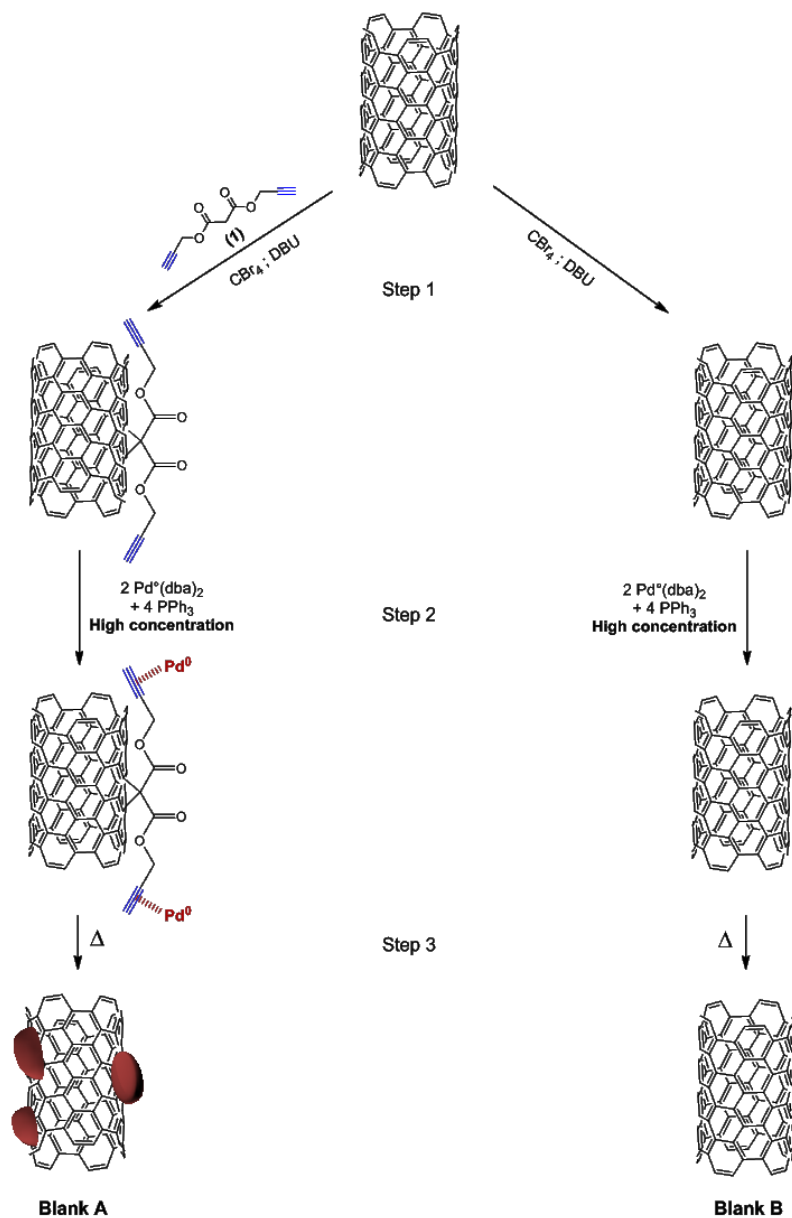 O
O
O
O
(1)
CBr₄ ; DBU
CBr₄ ; DBU
Step 1
O
O
O
O
2 Pd°(dba)₂
+ 4 PPh₃
High concentration
Step 2
2 Pd°(dba)₂
+ 4 PPh₃
High concentration
Pd⁰
O
O
O
O
Pd⁰
Δ
Step 3
Δ
Blank A
Blank B